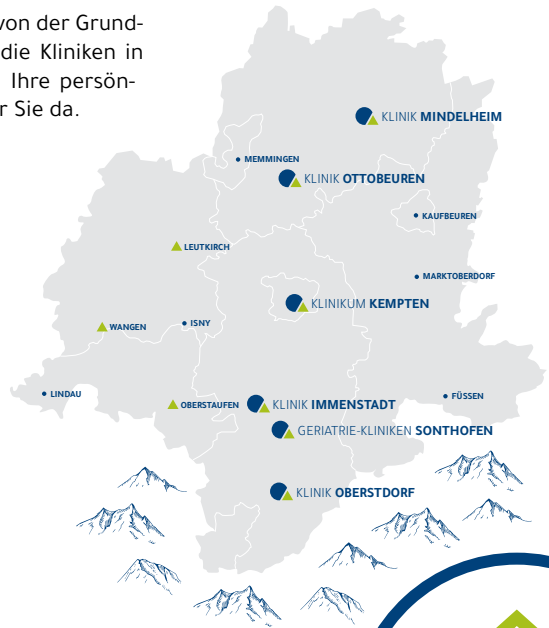 von der Grund-
die Kliniken in
Ihre persön-
r Sie da.
KLINIK MINDELHEIM
MEMMINGEN
KLINIK OTTOBEUREN
KAUFBEUREN
LEUTKIRCH
MARKTOBERDORF
KLINIKUM KEMPTEN
ISNY
WANGEN
LINDAU
FÜSSEN
OBERSTAUFEN
KLINIK IMMENSTADT
GERIATRIE-KLINIKEN SONTHOFEN
KLINIK OBERSTDORF